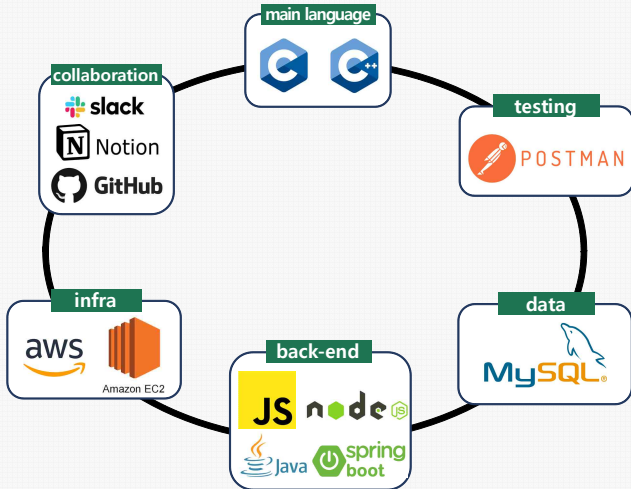 main language
C
C++
collaboration
slack
N Notion
GitHub
testing
POSTMAN
infra
aws
Amazon EC2
data
MySQL®
back-end
JS
node
JS
Java
spring
boot